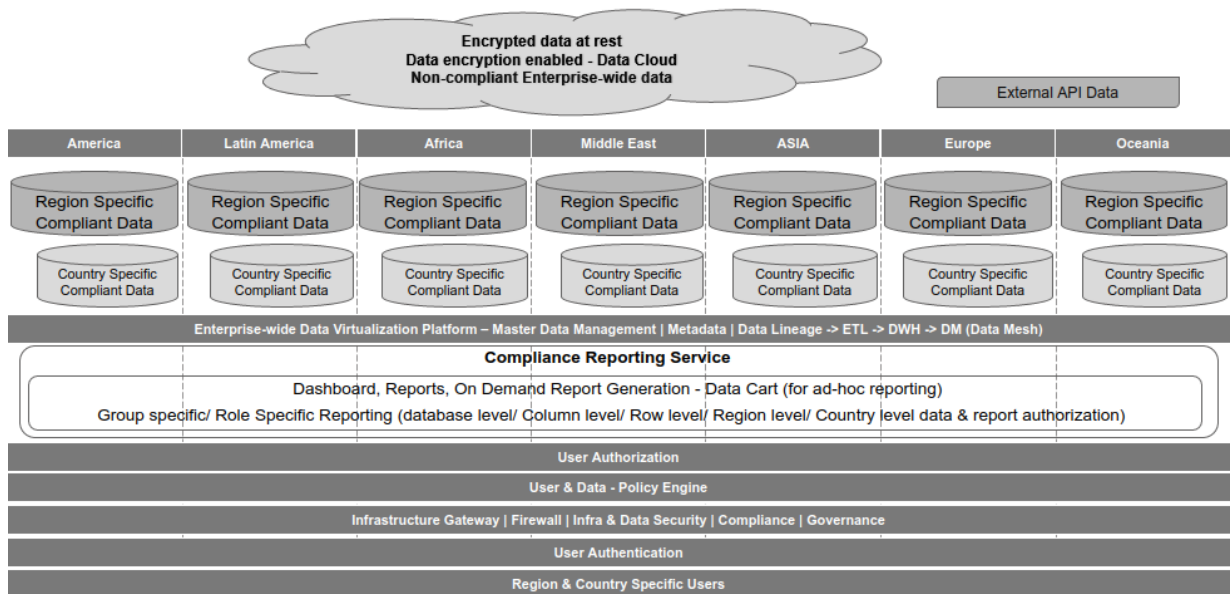 Encrypted data at rest
Data encryption enabled - Data Cloud
Non-compliant Enterprise-wide data
External API Data
America
Latin America
Africa
Middle East
ASIA
Europe
Oceania
Region Specific
Compliant Data
Region Specific
Compliant Data
Region Specific
Compliant Data
Region Specific
Compliant Data
Region Specific
Compliant Data
Region Specific
Compliant Data
Region Specific
Compliant Data
Country Specific
Compliant Data
Country Specific
Compliant Data
Country Specific
Compliant Data
Country Specific
Compliant Data
Country Specific
Compliant Data
Country Specific
Compliant Data
Country Specific
Compliant Data
Enterprise-wide Data Virtualization Platform – Master Data Management | Metadata | Data Lineage -> ETL -> DWH -> DM (Data Mesh)
Compliance Reporting Service
Dashboard, Reports, On Demand Report Generation - Data Cart (for ad-hoc reporting)
Group specific/ Role Specific Reporting (database level/ Column level/ Row level/ Region level/ Country level data & report authorization)
User Authorization
User & Data - Policy Engine
Infrastructure Gateway | Firewall | Infra & Data Security | Compliance | Governance
User Authentication
Region & Country Specific Users